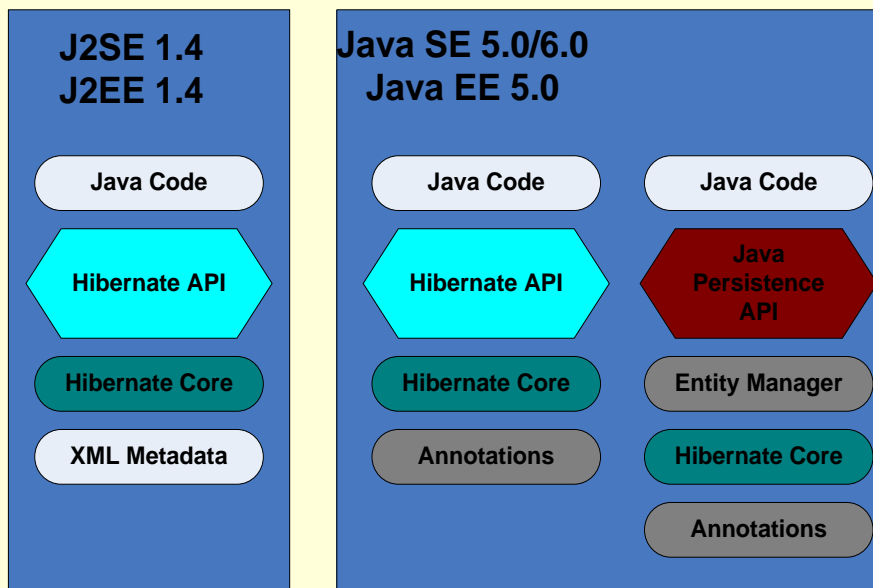 J2SE 1.4
J2EE 1.4
Java Code
Hibernate API
Hibernate Core
XML Metadata
Java SE 5.0/6.0
Java EE 5.0
Java Code
Hibernate API
Hibernate Core
Annotations
Java Code
Java
Persistence
API
Entity Manager
Hibernate Core
Annotations